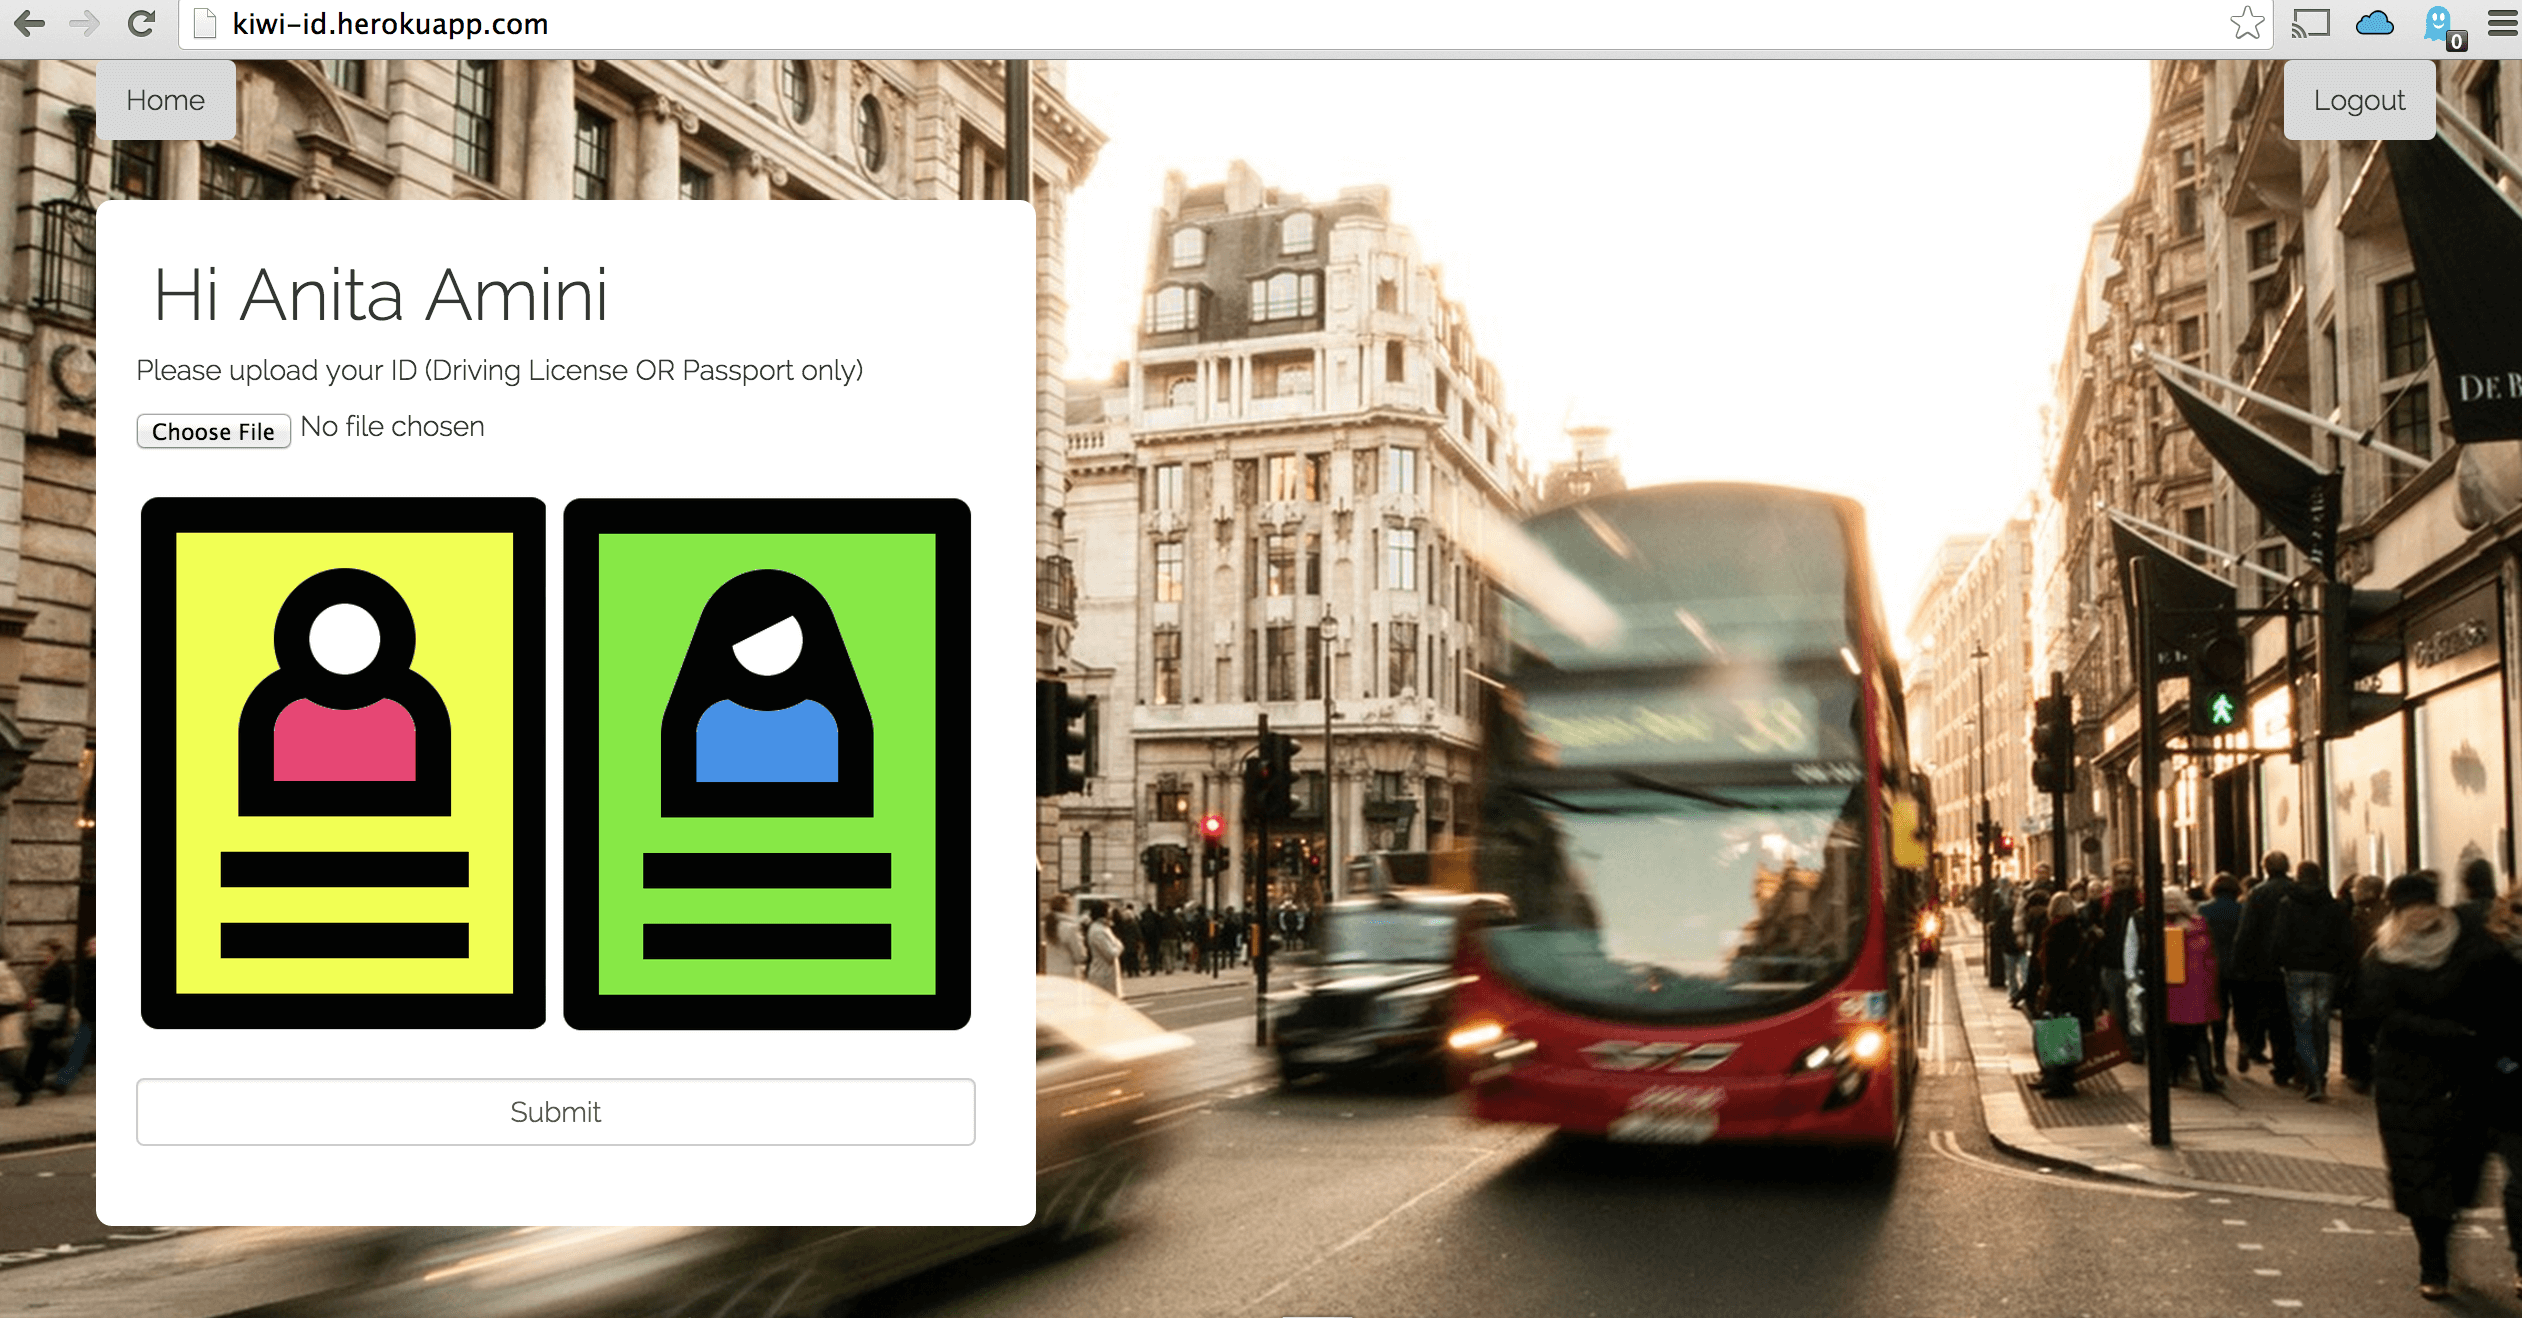 kiwi-id.herokuapp.com
0
Home
Logout
Hi Anita Amini
Please upload your ID (Driving License OR Passport only)
Choose File No file chosen
Submit
DE B
38